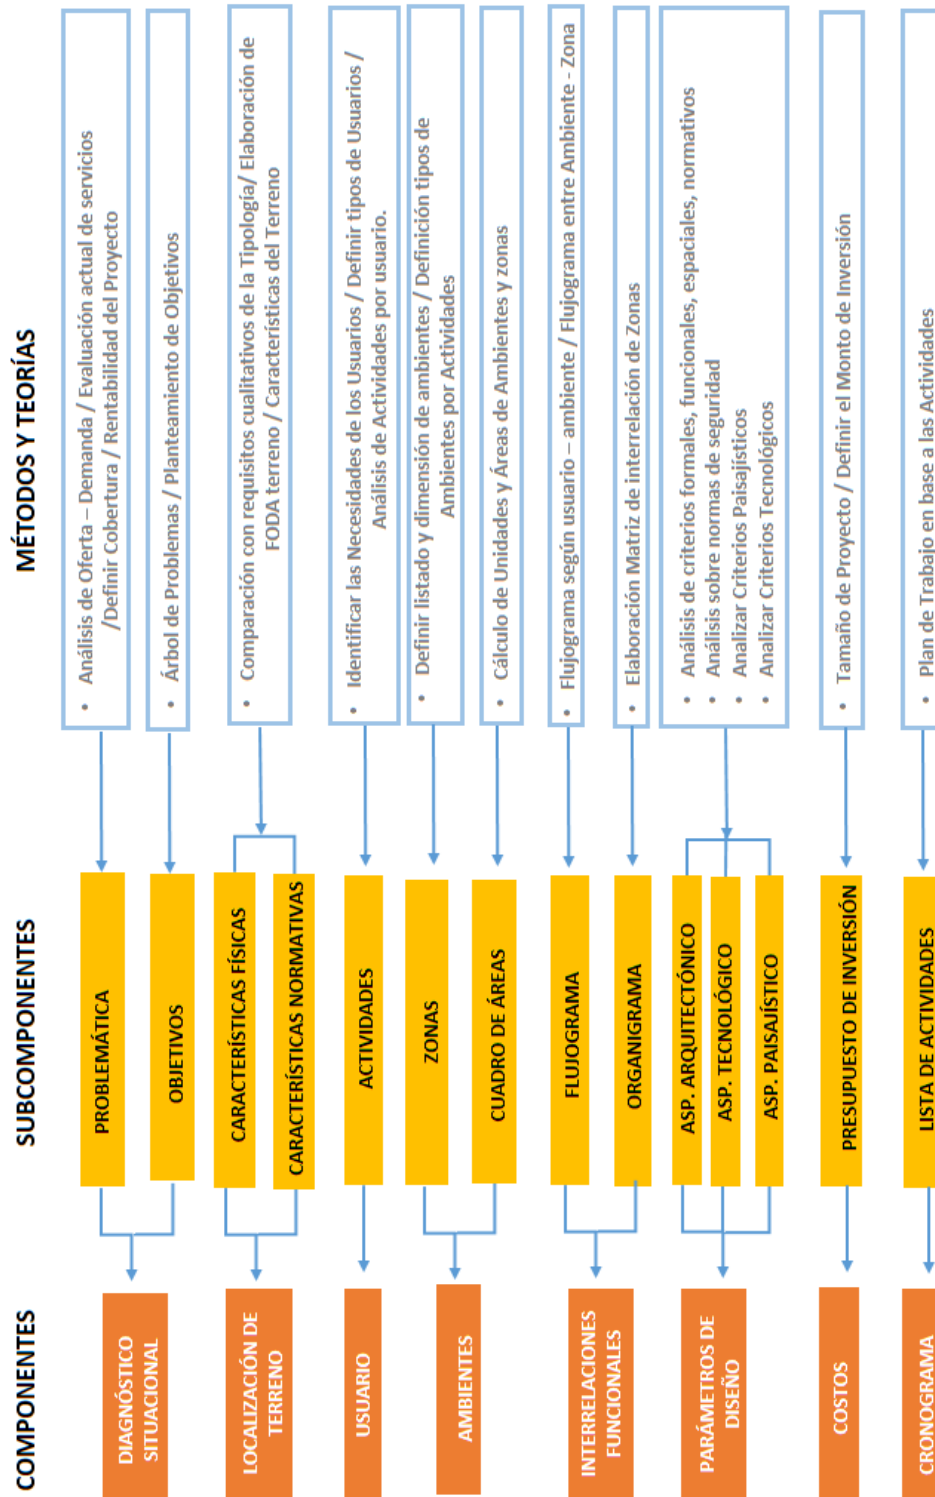 COMPONENTES
SUBCOMPONENTES
MÉTODOS Y TEORÍAS
DIAGNÓSTICO
SITUACIONAL
PROBLEMÁTICA
• Análisis de Oferta – Demanda / Evaluación actual de servicios
/Definir Cobertura / Rentabilidad del Proyecto
OBJETIVOS
• Árbol de Problemas / Planteamiento de Objetivos
LOCALIZACIÓN DE
TERRENO
CARACTERÍSTICAS FÍSICAS
CARACTERÍSTICAS NORMATIVAS
• Comparación con requisitos cualitativos de la Tipología/ Elaboración de
FODA terreno / Características del Terreno
USUARIO
ACTIVIDADES
• Identificar las Necesidades de los Usuarios / Definir tipos de Usuarios /
Análisis de Actividades por usuario.
AMBIENTES
ZONAS
• Definir listado y dimensión de ambientes / Definición tipos de
Ambientes por Actividades
CUADRO DE ÁREAS
• Cálculo de Unidades y Áreas de Ambientes y zonas
INTERRELACIONES
FUNCIONALES
FLUJOGRAMA
• Flujograma según usuario – ambiente / Flujograma entre Ambiente - Zona
ORGANIGRAMA
• Elaboración Matriz de interrelación de Zonas
PARÁMETROS DE
DISEÑO
ASP. ARQUITECTÓNICO
ASP. TECNOLÓGICO
ASP. PAISAJÍSTICO
• Análisis de criterios formales, funcionales, espaciales, normativos
• Análisis sobre normas de seguridad
• Analizar Criterios Paisajísticos
• Analizar Criterios Tecnológicos
COSTOS
PRESUPUESTO DE INVERSIÓN
• Tamaño de Proyecto / Definir el Monto de Inversión
CRONOGRAMA
LISTA DE ACTIVIDADES
• Plan de Trabajo en base a las Actividades